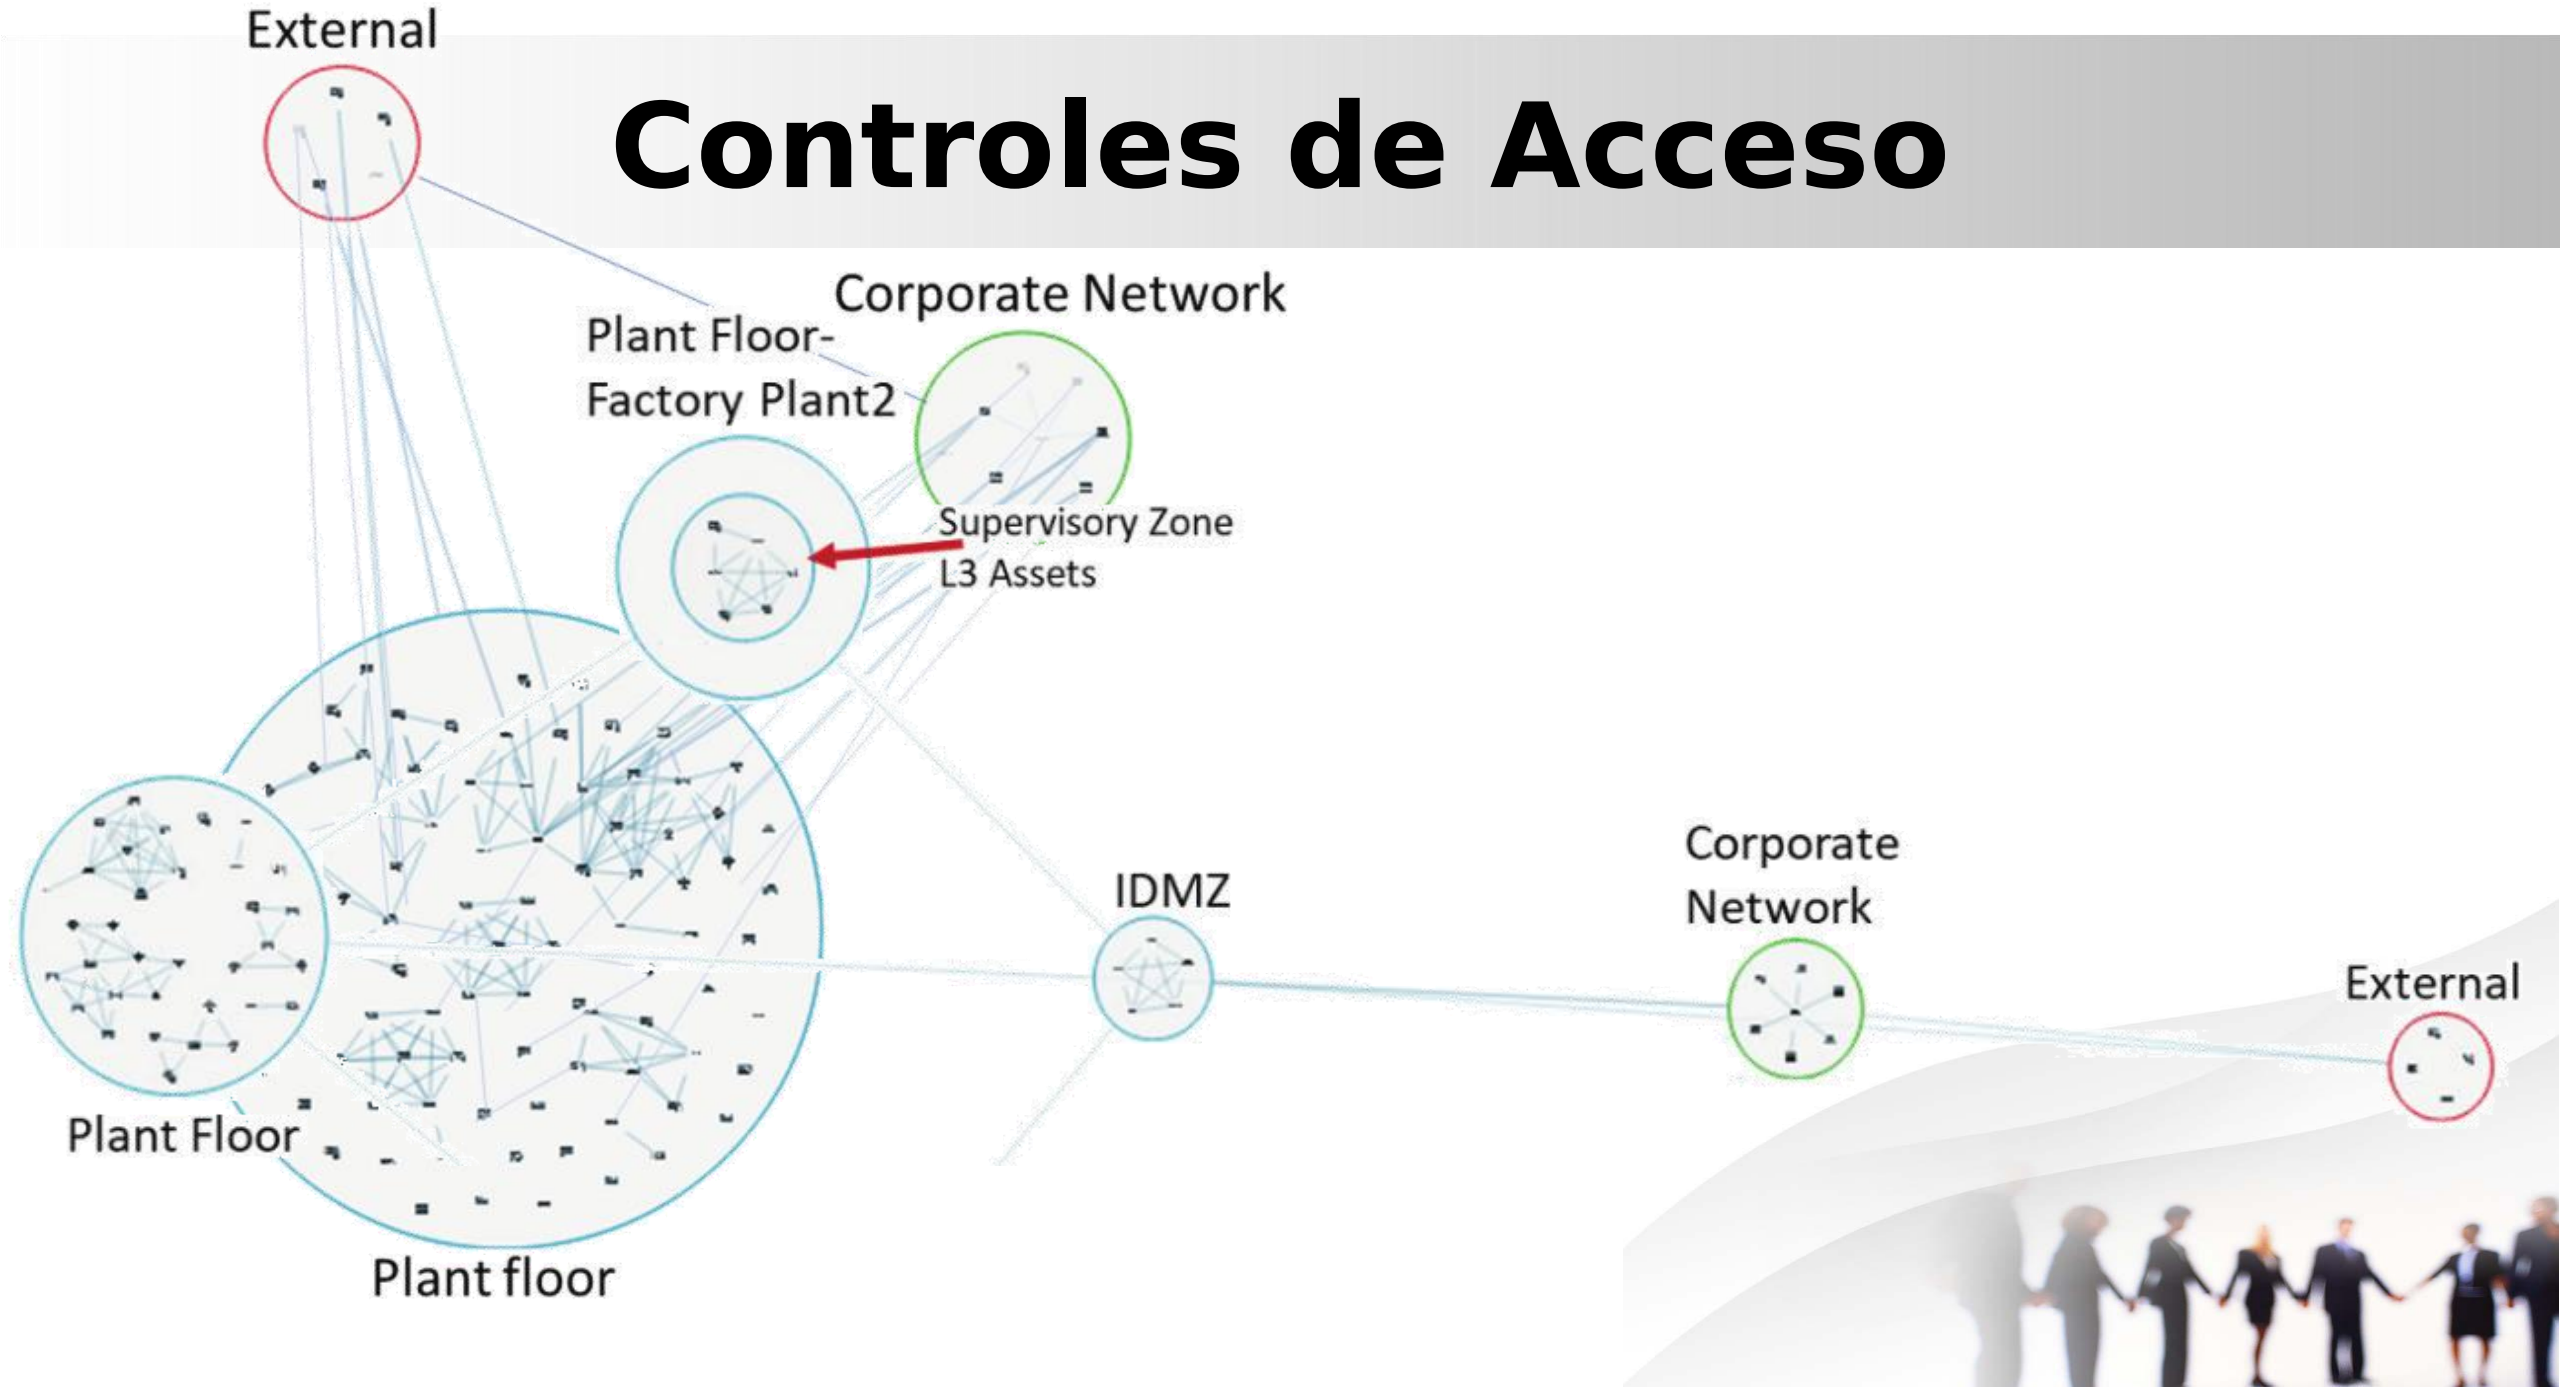 External
Controles de Acceso
Corporate Network
Plant Floor-
Factory Plant2
Supervisory Zone
L3 Assets
Corporate
Network
IDMZ
External
Plant Floor
Plant floor